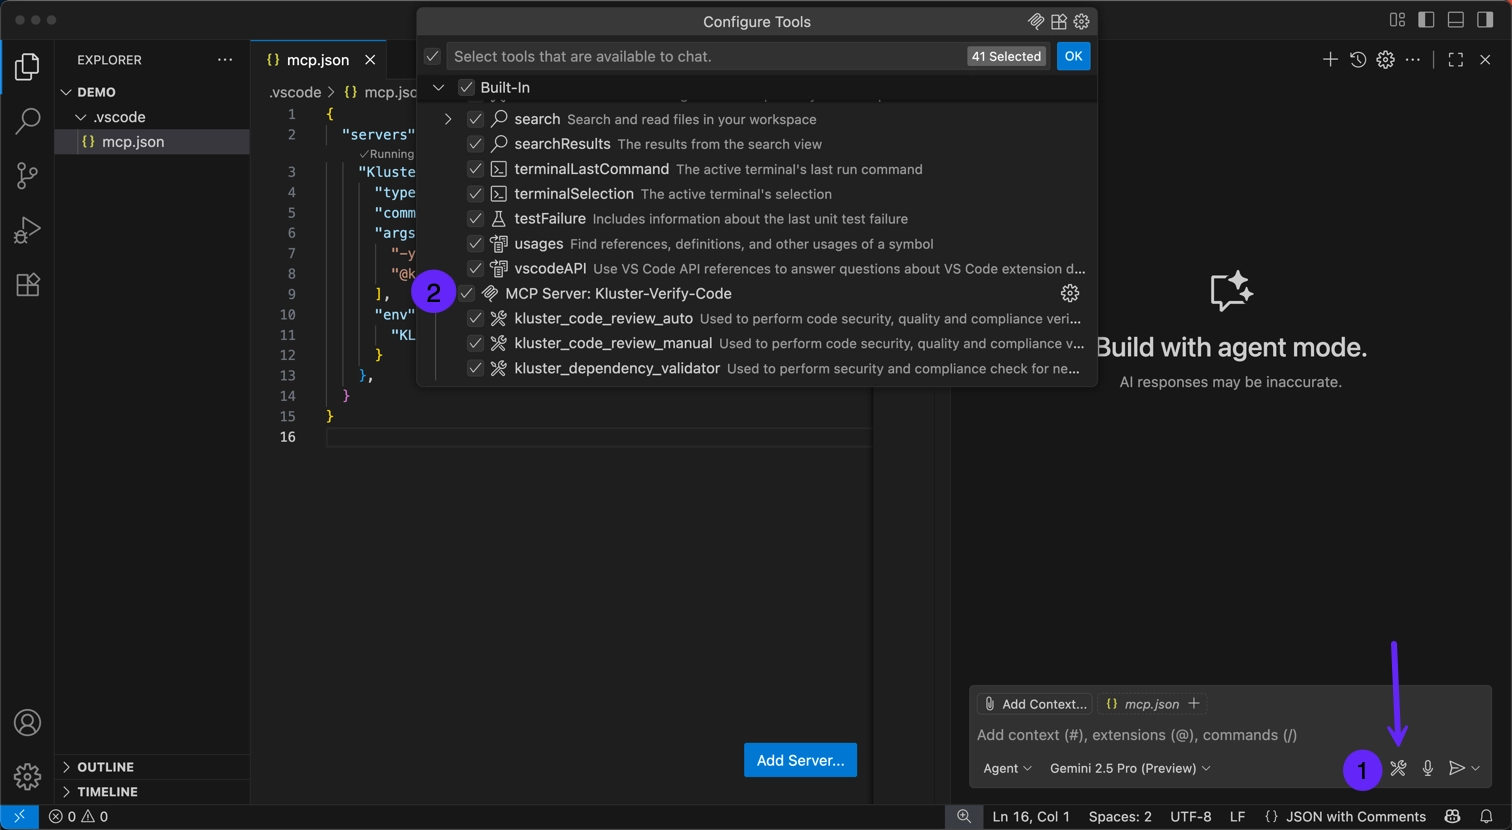 Configure Tools
Select tools that are available to chat.
41 Selected
OK
Built-In
search Search and read files in your workspace
searchResults The results from the search view
terminalLastCommand The active terminal's last run command
terminalSelection The active terminal's selection
testFailure Includes information about the last unit test failure
usages Find references, definitions, and other usages of a symbol
vscodeAPI Use VS Code API references to answer questions about VS Code extension d...
2
MCP Server: Kluster-Verify-Code
kluster_code_review_auto Used to perform code security, quality and compliance veri...
kluster_code_review_manual Used to perform code security, quality and compliance v...
kluster_dependency_validator Used to perform security and compliance check for ne...
EXPLORER
DEMO
.vscode
{} mcp.json
OUTLINE
TIMELINE
{} mcp.json
.vscode > {} mcp.jsc
1 {
2 "servers"
✓Running
3 "Kluste
4 "type
5 "comm
6 "args
7 "-y
8 "@k
9 ],
10 "env"
11 "KL
12 }
13 },
14 }
15 }
16
Add Server...
Build with agent mode.
AI responses may be inaccurate.
Add Context...
{} mcp.json
Add context (#), extensions (@), commands (/)
Agent
Gemini 2.5 Pro (Preview)
1
0 0
Ln 16, Col 1
Spaces: 2
UTF-8
LF
{} JSON with Comments